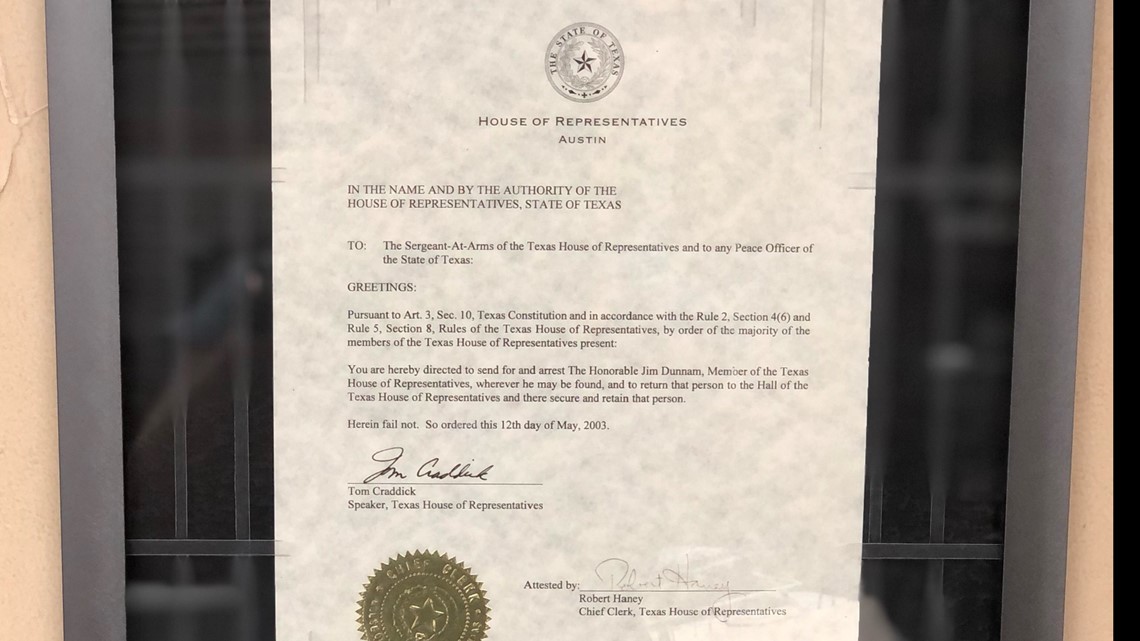 THE STATE OF TEXAS
HOUSE OF REPRESENTATIVES
AUSTIN
IN THE NAME AND BY THE AUTHORITY OF THE
HOUSE OF REPRESENTATIVES, STATE OF TEXAS
TO: The Sergeant-At-Arms of the Texas House of Representatives and to any Peace Officer of
the State of Texas:
GREETINGS:
Pursuant to Art. 3, Sec. 10, Texas Constitution and in accordance with the Rule 2, Section 4(6) and
Rule 5, Section 8, Rules of the Texas House of Representatives, by order of the majority of the
members of the Texas House of Representatives present:
You are hereby directed to send for and arrest The Honorable Jim Dunnam, Member of the Texas
House of Representatives, wherever he may be found, and to return that person to the Hall of the
Texas House of Representatives and there secure and retain that person.
Herein fail not. So ordered this 12th day of May, 2003.
Tom Craddick
Tom Craddick
Speaker, Texas House of Representatives
CHIEF CLERK
Attested by: Robert Haney
Robert Haney
Chief Clerk, Texas House of Representatives